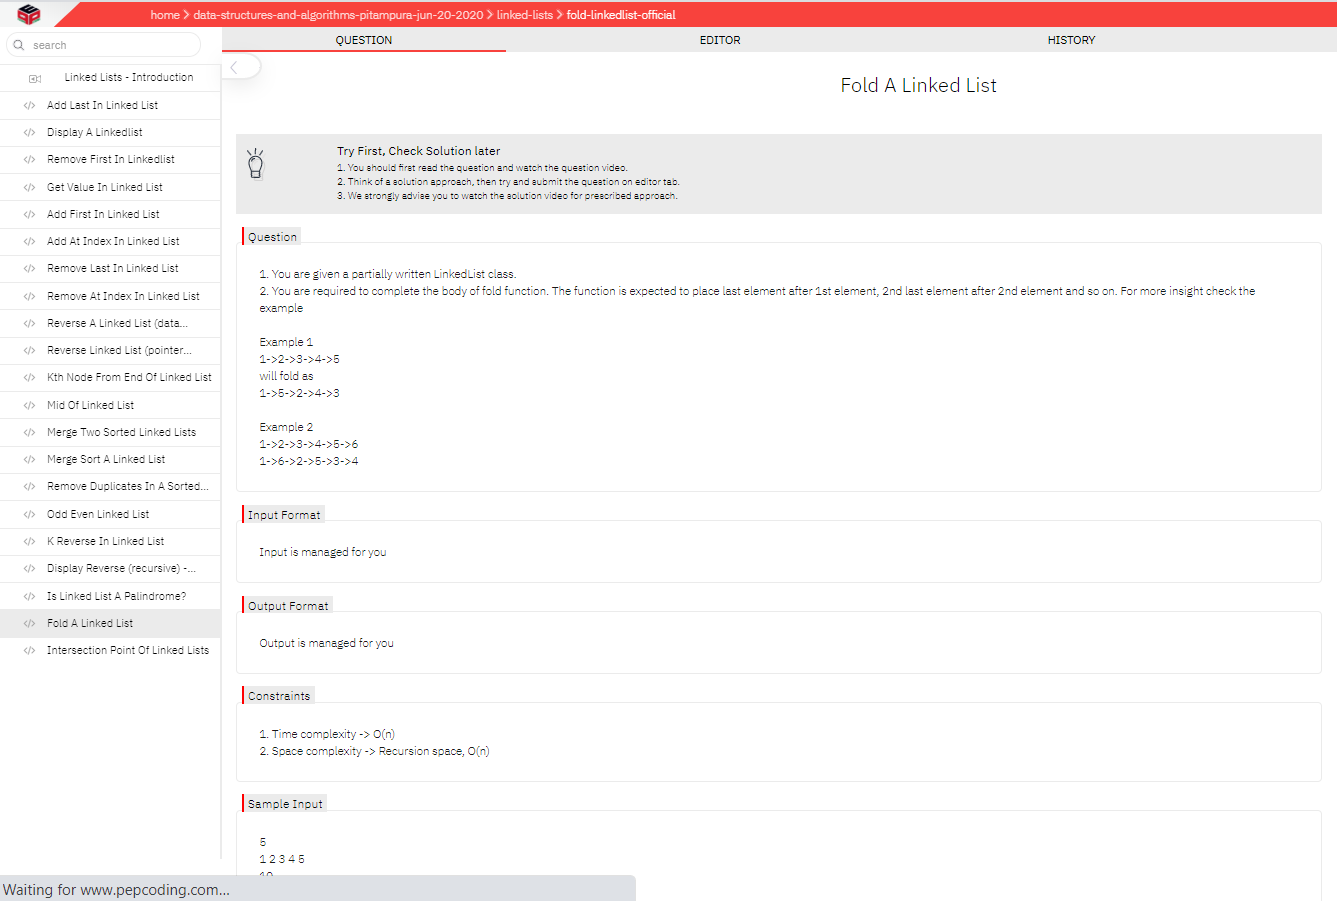 home > data-structures-and-algorithms-pitampura-jun-20-2020 > linked-lists > fold-linkedlist-official
search
Linked Lists - Introduction
</> Add Last In Linked List
</> Display A Linkedlist
</> Remove First In Linkedlist
</> Get Value In Linked List
</> Add First In Linked List
</> Add At Index In Linked List
</> Remove Last In Linked List
</> Remove At Index In Linked List
</> Reverse A Linked List (data...
</> Reverse Linked List (pointer...
</> Kth Node From End Of Linked List
</> Mid Of Linked List
</> Merge Two Sorted Linked Lists
</> Merge Sort A Linked List
</> Remove Duplicates In A Sorted...
</> Odd Even Linked List
</> K Reverse In Linked List
</> Display Reverse (recursive) -...
</> Is Linked List A Palindrome?
</> Fold A Linked List
</> Intersection Point Of Linked Lists
QUESTION EDITOR HISTORY
Fold A Linked List
Try First, Check Solution later
1. You should first read the question and watch the question video.
2. Think of a solution approach, then try and submit the question on editor tab.
3. We strongly advise you to watch the solution video for prescribed approach.
Question
1. You are given a partially written LinkedList class.
2. You are required to complete the body of fold function. The function is expected to place last element after 1st element, 2nd last element after 2nd element and so on. For more insight check the
example
Example 1
1->2->3->4->5
will fold as
1->5->2->4->3
Example 2
1->2->3->4->5->6
1->6->2->5->3->4
Input Format
Input is managed for you
Output Format
Output is managed for you
Constraints
1. Time complexity -> O(n)
2. Space complexity -> Recursion space, O(n)
Sample Input
5
1 2 3 4 5
10
Waiting for www.pepcoding.com...